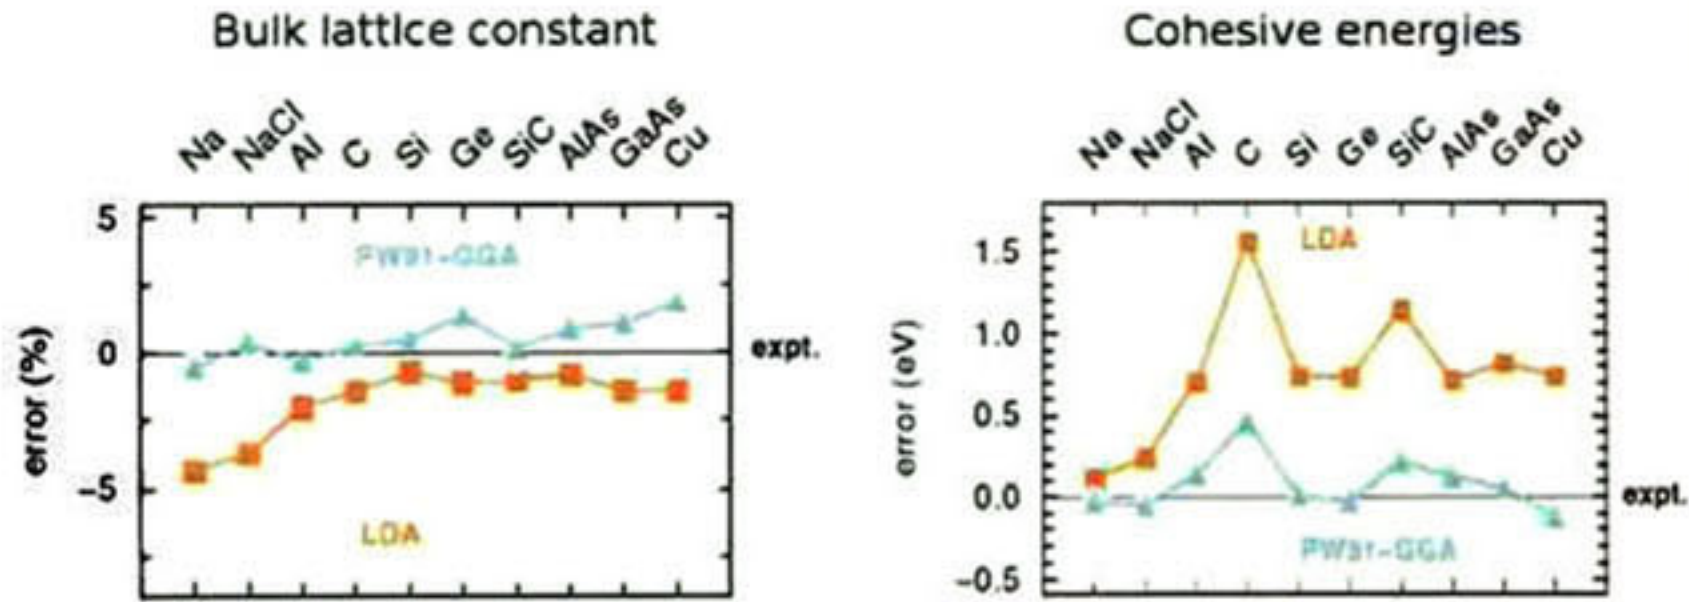 Bulk lattice constant
Na NaCl Al C Si Ge SiC AlAs GaAs Cu
5
PW91-GGA
error (%)
0
expt.
-5
LDA
Cohesive energies
Na NaCl Al C Si Ge SiC AlAs GaAs Cu
LDA
1.5
1.0
error (eV)
0.5
0.0
expt.
PW91-GGA
-0.5